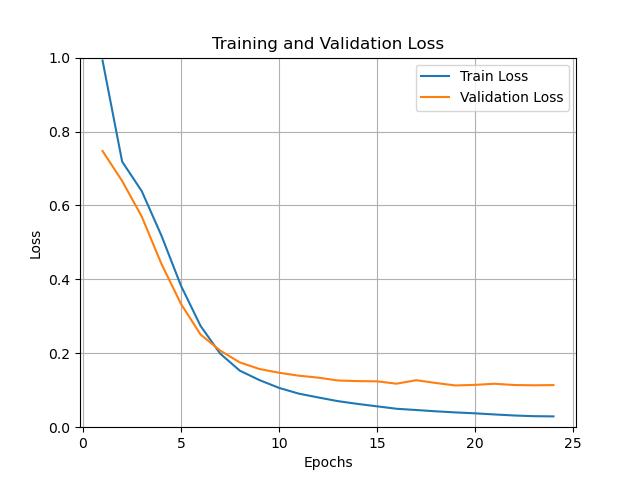 Training and Validation Loss
Train Loss
Validation Loss
Loss
1.0
0.8
0.6
0.4
0.2
0.0
0 5 10 15 20 25
Epochs